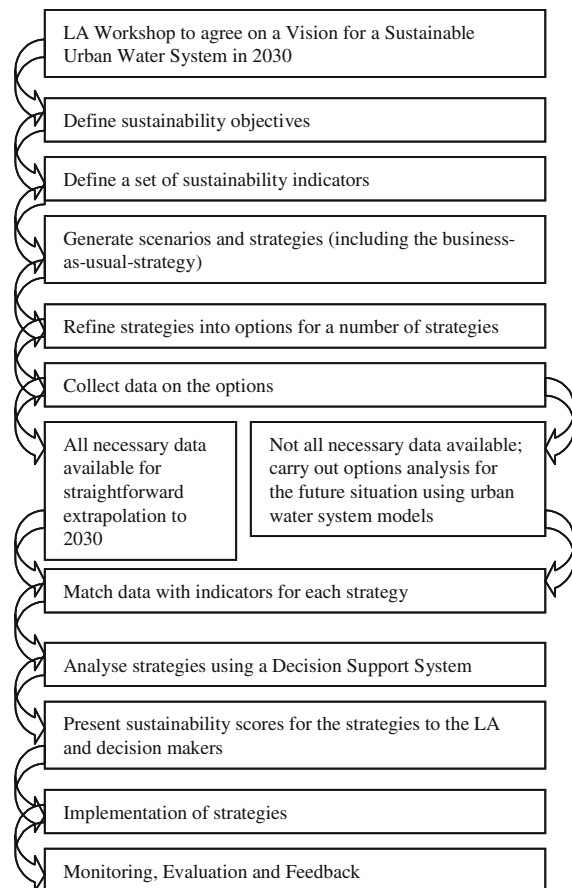 LA Workshop to agree on a Vision for a Sustainable
Urban Water System in 2030
Define sustainability objectives
Define a set of sustainability indicators
Generate scenarios and strategies (including the business-
as-usual-strategy)
Refine strategies into options for a number of strategies
Collect data on the options
All necessary data
available for
straightforward
extrapolation to
2030
Not all necessary data available;
carry out options analysis for
the future situation using urban
water system models
Match data with indicators for each strategy
Analyse strategies using a Decision Support System
Present sustainability scores for the strategies to the LA
and decision makers
Implementation of strategies
Monitoring, Evaluation and Feedback